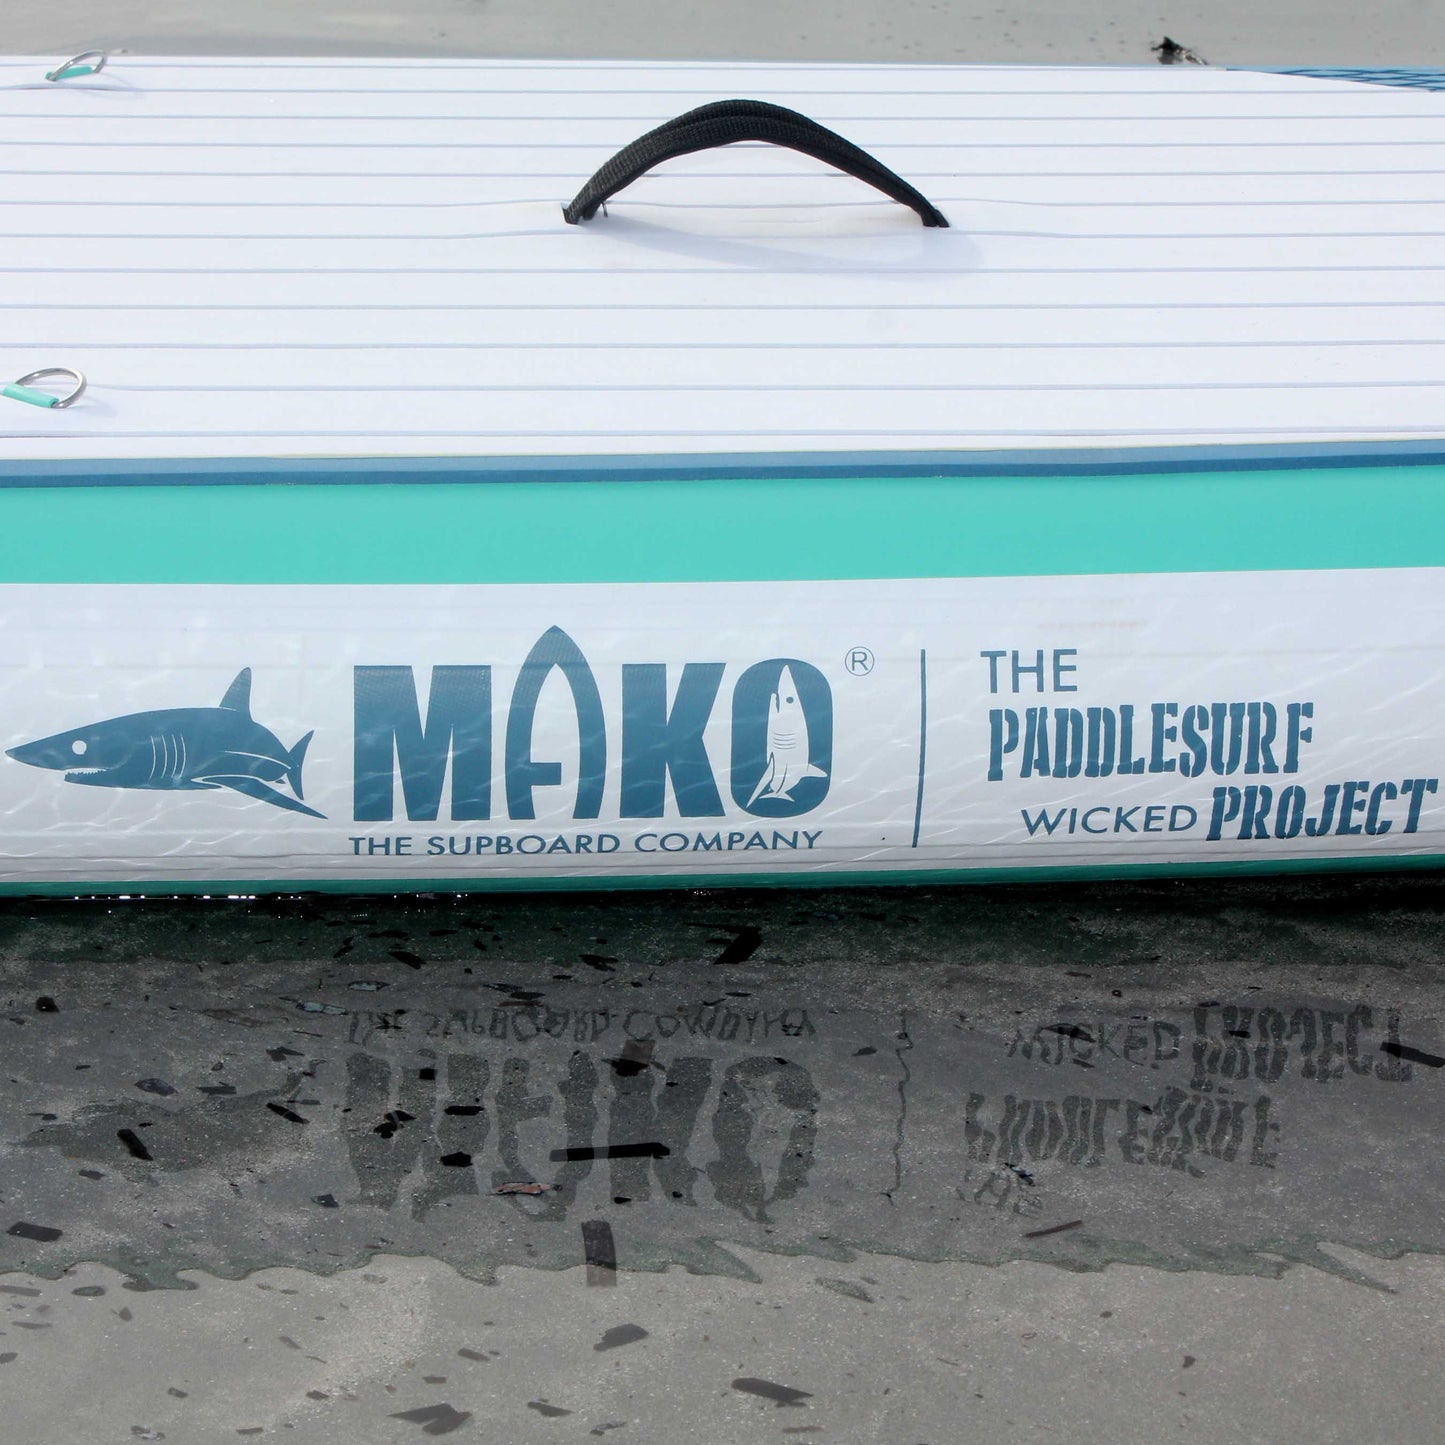 MAKO®
THE SUPBOARD COMPANY
THE
PADDLESURF
WICKED PROJECT